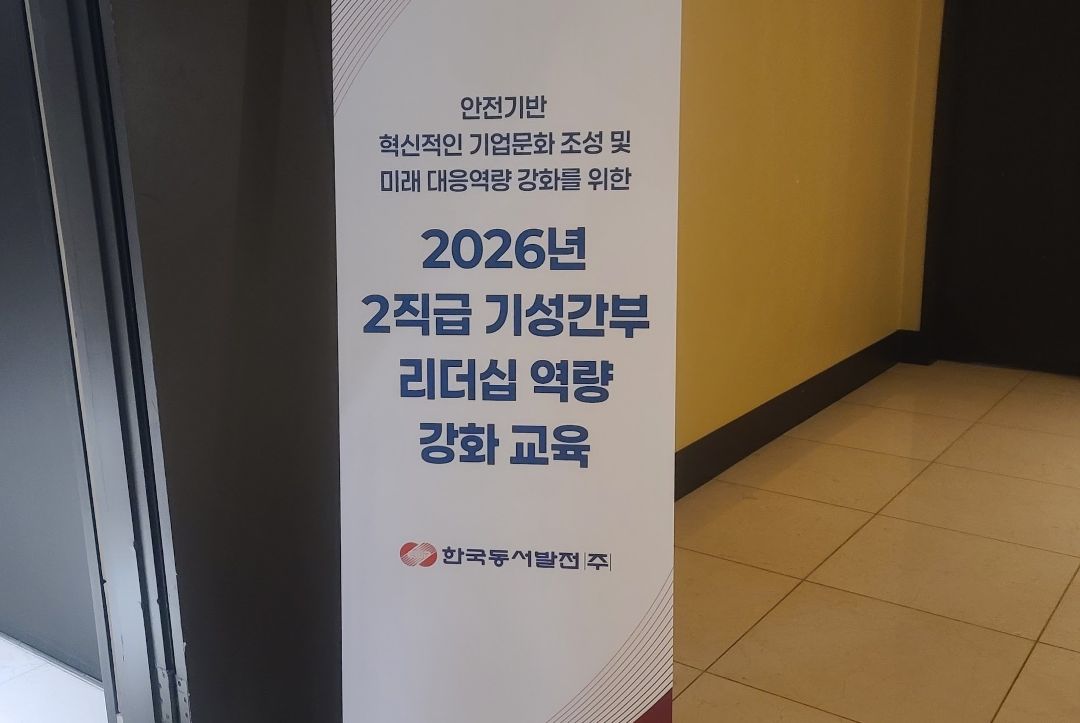 안전기반
혁신적인 기업문화 조성 및
미래 대응역량 강화를 위한
2026년
2직급 기성간부
리더십 역량
강화 교육
한국동서발전(주)